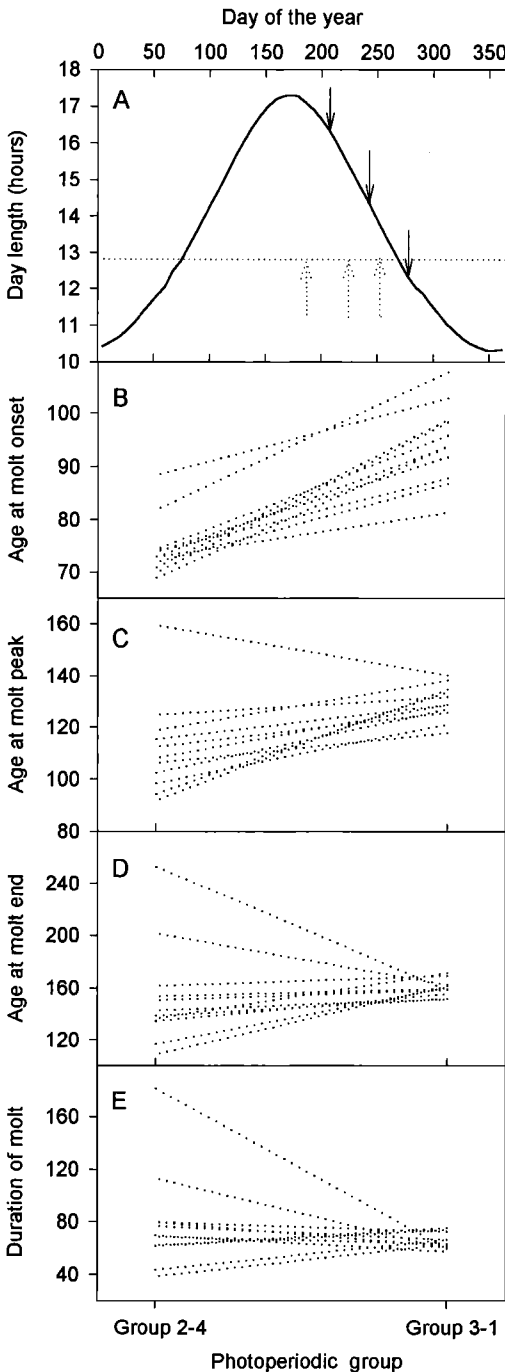 Day of the year
0 50 100 150 200 250 300 350
A
18
17
16
15
14
13
12
11
10
Day length (hours)
B
100
90
80
70
Age at molt onset
C
160
140
120
100
80
Age at molt peak
D
240
200
160
120
Age at molt end
E
160
120
80
40
Duration of molt
Group 2-4 Group 3-1
Photoperiodic group